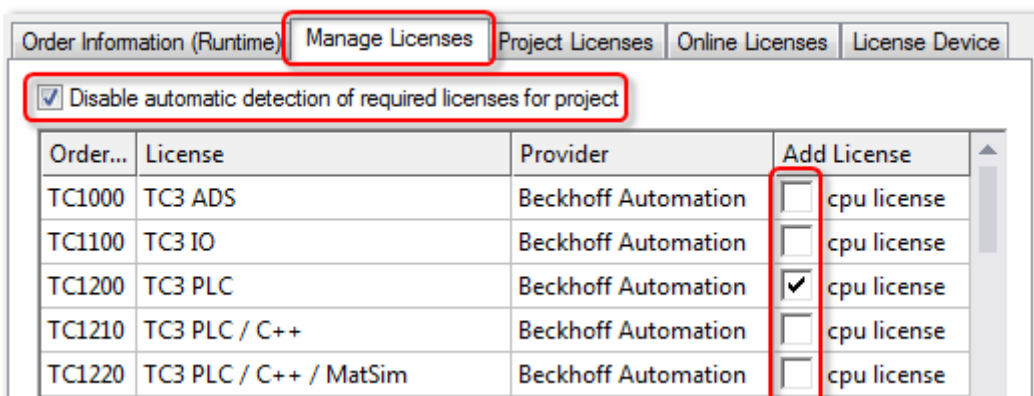 Order Information (Runtime) Manage Licenses Project Licenses Online Licenses License Device
Disable automatic detection of required licenses for project
Order... License Provider Add License
TC1000 TC3 ADS Beckhoff Automation cpu license
TC1100 TC3 IO Beckhoff Automation cpu license
TC1200 TC3 PLC Beckhoff Automation cpu license
TC1210 TC3 PLC / C++ Beckhoff Automation cpu license
TC1220 TC3 PLC / C++ / MatSim Beckhoff Automation cpu license